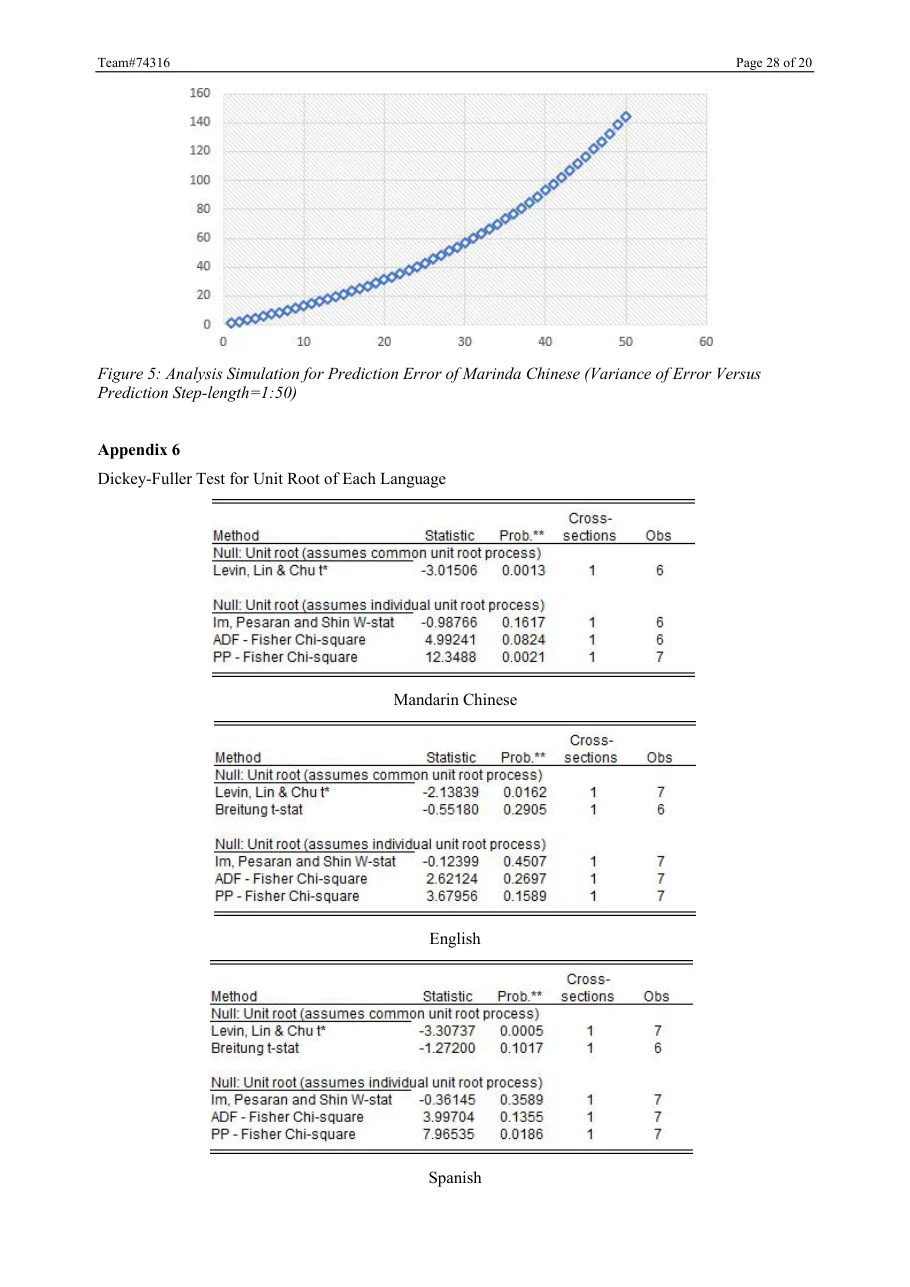 Team#74316 Page 28 of 20
160
140
120
100
80
60
40
20
0
0 10 20 30 40 50 60
Figure 5: Analysis Simulation for Prediction Error of Marinda Chinese (Variance of Error Versus
Prediction Step-length=1:50)
Appendix 6
Dickey-Fuller Test for Unit Root of Each Language
Cross-
Method Statistic Prob.** sections Obs
Null: Unit root (assumes common unit root process)
Levin, Lin & Chu t* -3.01506 0.0013 1 6
Null: Unit root (assumes individual unit root process)
Im, Pesaran and Shin W-stat -0.98766 0.1617 1 6
ADF - Fisher Chi-square 4.99241 0.0824 1 6
PP - Fisher Chi-square 12.3488 0.0021 1 7
Mandarin Chinese
Cross-
Method Statistic Prob.** sections Obs
Null: Unit root (assumes common unit root process)
Levin, Lin & Chu t* -2.13839 0.0162 1 7
Breitung t-stat -0.55180 0.2905 1 6
Null: Unit root (assumes individual unit root process)
Im, Pesaran and Shin W-stat -0.12399 0.4507 1 7
ADF - Fisher Chi-square 2.62124 0.2697 1 7
PP - Fisher Chi-square 3.67956 0.1589 1 7
English
Cross-
Method Statistic Prob.** sections Obs
Null: Unit root (assumes common unit root process)
Levin, Lin & Chu t* -3.30737 0.0005 1 7
Breitung t-stat -1.27200 0.1017 1 6
Null: Unit root (assumes individual unit root process)
Im, Pesaran and Shin W-stat -0.36145 0.3589 1 7
ADF - Fisher Chi-square 3.99704 0.1355 1 7
PP - Fisher Chi-square 7.96535 0.0186 1 7
Spanish